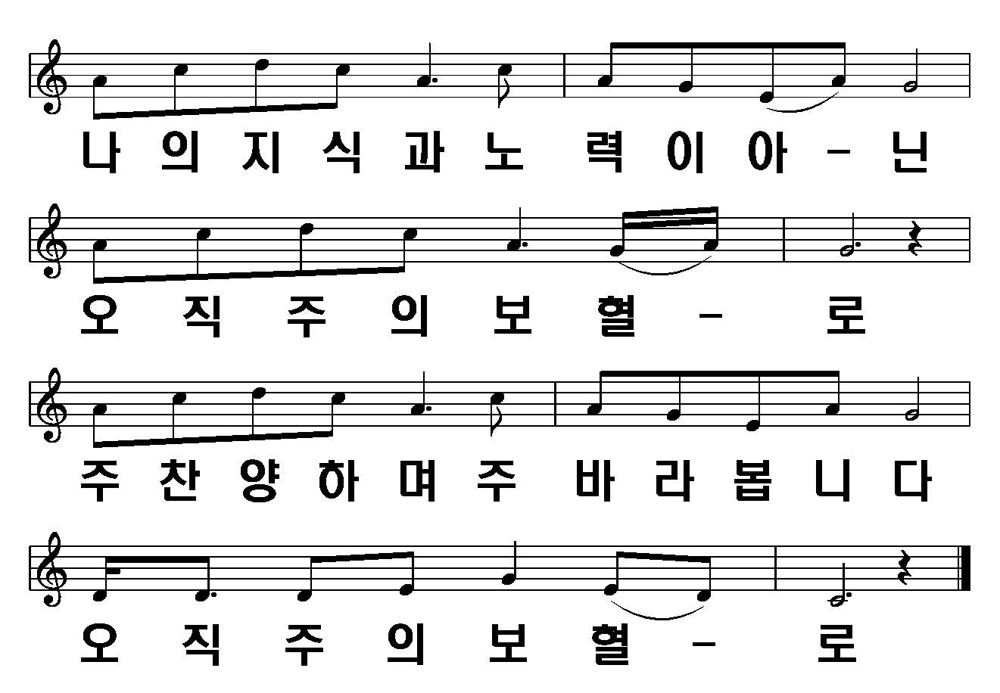 나 의 지 식 과 노 력 이 아 - 닌
오 직 주 의 보 혈 - 로
주 찬 양 하 며 주 바 라 봅 니 다
오 직 주 의 보 혈 - 로